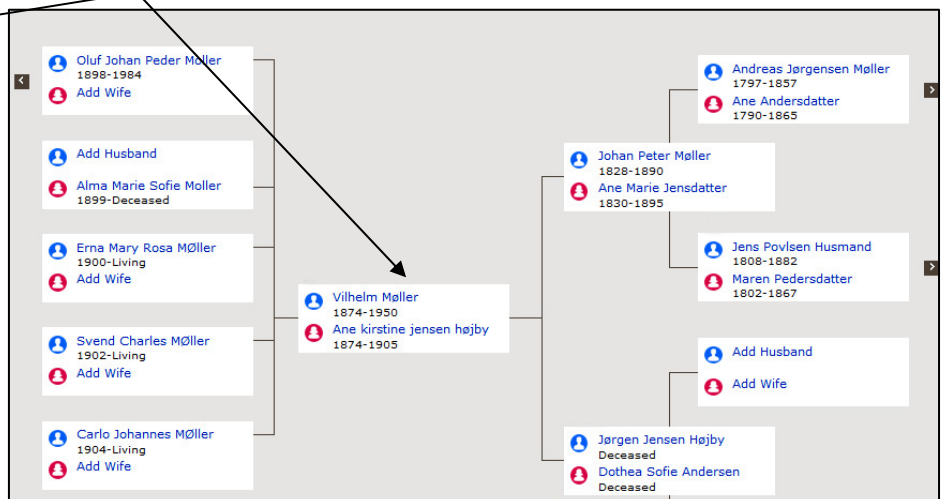 Oluf Johan Peder Moller
1898-1984
Add Wife
Add Husband
Alma Marie Sofie Moller
1899-Deceased
Erna Mary Rosa MØller
1900-Living
Add Wife
Svend Charles MØller
1902-Living
Add Wife
Carlo Johannes MØller
1904-Living
Add Wife
Vilhelm Møller
1874-1950
Ane kirstine jensen højby
1874-1905
Johan Peter Møller
1828-1890
Ane Marie Jensdatter
1830-1895
Jørgen Jensen Højby
Deceased
Dothea Sofie Andersen
Deceased
Andreas Jørgensen Møller
1797-1857
Ane Andersdatter
1790-1865
Jens Povlsen Husmand
1808-1882
Maren Pedersdatter
1802-1867
Add Husband
Add Wife